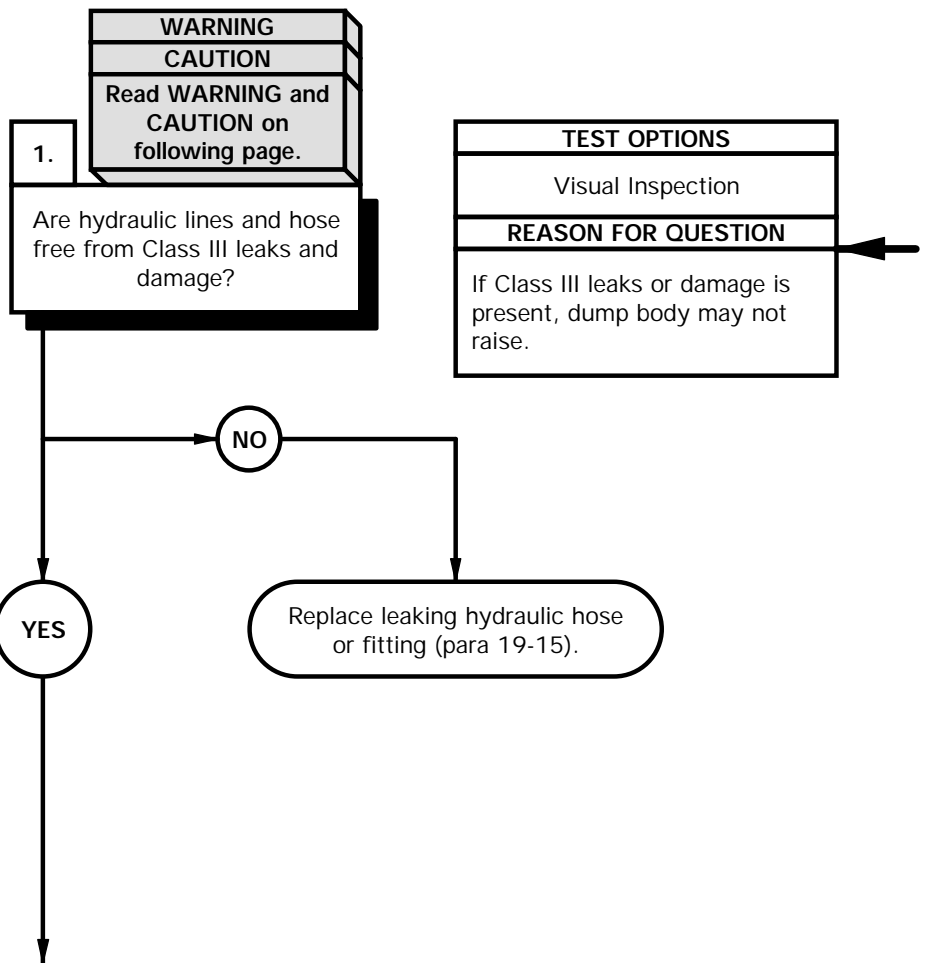 WARNING
CAUTION
Read WARNING and
CAUTION on
following page.
1.
Are hydraulic lines and hose
free from Class III leaks and
damage?
TEST OPTIONS
Visual Inspection
REASON FOR QUESTION
If Class III leaks or damage is
present, dump body may not
raise.
NO
YES
Replace leaking hydraulic hose
or fitting (para 19-15).